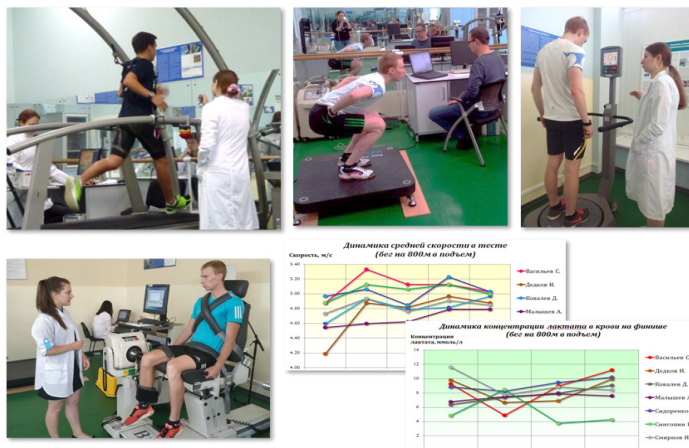 Динамика средней скорости в тесте
(бег на 800м в подъем)
Скорость, м/с
5.40
5.20
5.00
4.80
4.60
4.40
4.20
4.00
Васильев С.
Дедков И.
Ковалев Д.
Малышев А.
Динамика концентрации лактата в крови на финише
(бег на 800м в подъем)
Концентрация
лактата, ммоль/л
14
12
10
8
6
4
2
Васильев С
Дедков И.
Ковалев Д.
Малышев А
Сидоренко
Смирнов И